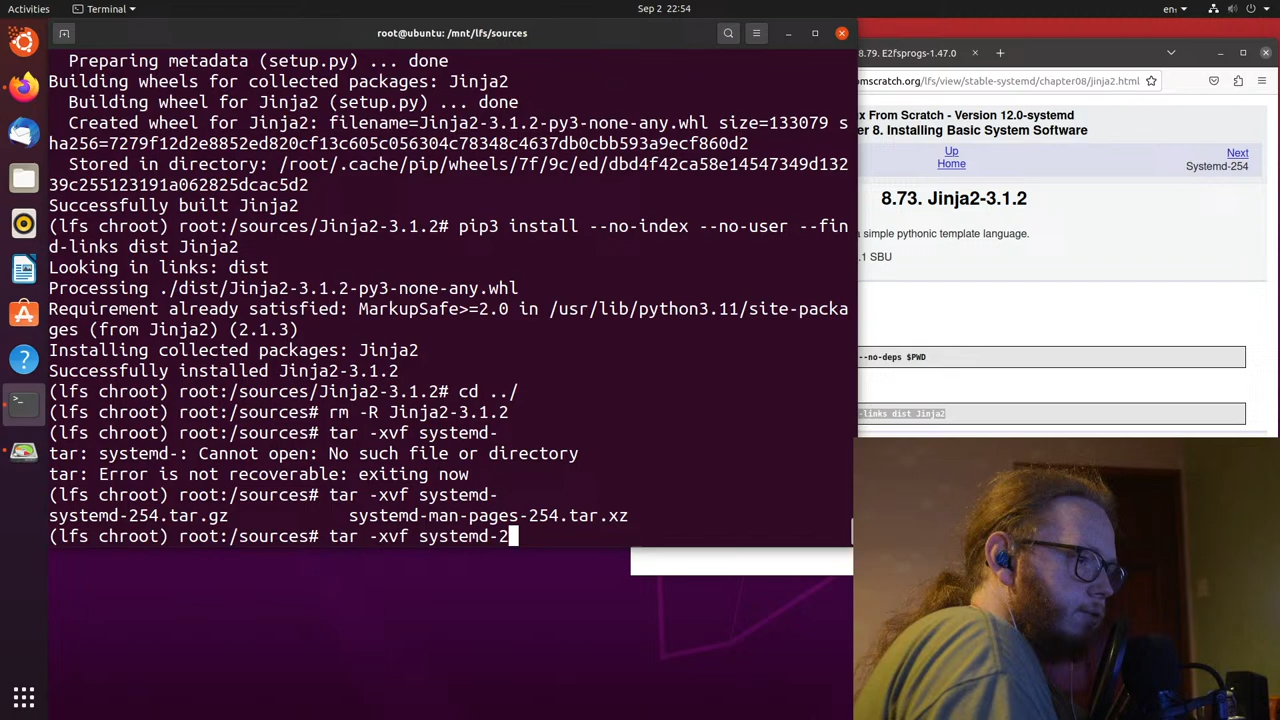 Activities
Terminal
Sep 2 22:54
en
root@ubuntu: /mnt/lfs/sources
Preparing metadata (setup.py) ... done
Building wheels for collected packages: Jinja2
Building wheel for Jinja2 (setup.py) ... done
Created wheel for Jinja2: filename=Jinja2-3.1.2-py3-none-any.whl size=133079 s
ha256=7279f12d2e8852ed820cf13c605c056304c78348c4637db0cbb593a9ecf860d2
Stored in directory: /root/.cache/pip/wheels/7f/9c/ed/dbd4f42ca58e14547349d132
39c255123191a062825dcac5d2
Successfully built Jinja2
(lfs chroot) root:/sources/Jinja2-3.1.2# pip3 install --no-index --no-user --fin
d-links dist Jinja2
Looking in links: dist
Processing ./dist/Jinja2-3.1.2-py3-none-any.whl
Requirement already satisfied: MarkupSafe>=2.0 in /usr/lib/python3.11/site-packa
ges (from Jinja2) (2.1.3)
Installing collected packages: Jinja2
Successfully installed Jinja2-3.1.2
(lfs chroot) root:/sources/Jinja2-3.1.2# cd ../
(lfs chroot) root:/sources# rm -R Jinja2-3.1.2
(lfs chroot) root:/sources# tar -xvf systemd-
tar: systemd-: Cannot open: No such file or directory
tar: Error is not recoverable: exiting now
(lfs chroot) root:/sources# tar -xvf systemd-
systemd-254.tar.gz systemd-man-pages-254.tar.xz
(lfs chroot) root:/sources# tar -xvf systemd-2
8.79. E2fsprogs-1.47.0
omscratch.org/lfs/view/stable-systemd/chapter08/jinja2.html
x From Scratch - Version 12.0-systemd
er 8. Installing Basic System Software
Up
Home
Next
Systemd-254
8.73. Jinja2-3.1.2
a simple pythonic template language.
.1 SBU
--no-deps $PWD
-links dist Jinja2